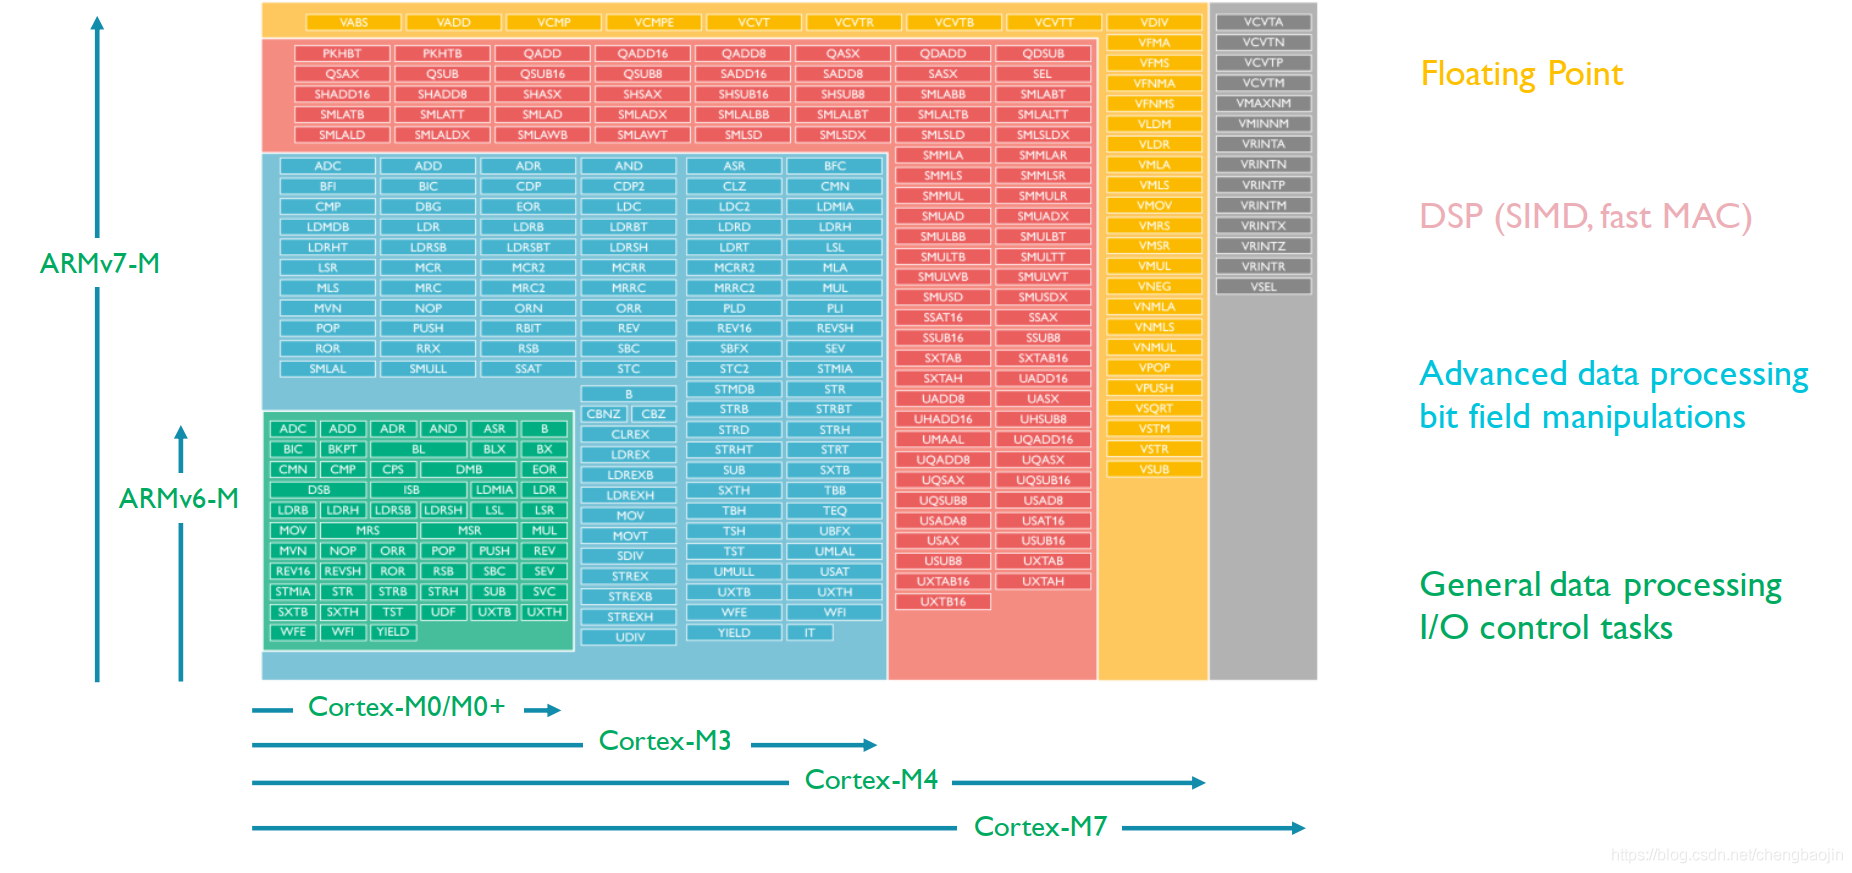 VABS VADD VCMP VCMPE VCVT VCVTR VCVTB VCVTT VDIV VCVTA
VFMA VCVTN
PKHBT PKHTB QADD QADD16 QADD8 QASX QDADD QDSUB VFMS VCVTP
QSAX QSUB QSUB16 QSUB8 SADD16 SADD8 SASX SEL VFNMA VCVTM
SHADD16 SHADD8 SHASX SHSAX SHSUB16 SHSUB8 SMLABB SMLABT VFNMS VMAXNM
SMLATB SMLATT SMLAD SMLADX SMLALBB SMLALBT SMLALTB SMLALTT VLDM VMINNM
SMLALD SMLALDX SMLAWB SMLAWT SMLSD SMLSDX SMLSLD SMLSLDX VLDR VRINTA
ADC ADD ADR AND ASR BFC SMMLA SMMLAR VMLA VRINTN
BFI BIC CDP CDP2 CLZ CMN SMMLS SMMLSR VMLS VRINTP
CMP DBG EOR LDC LDC2 LDMIA SMMUL SMMULR VMOV VRINTM
LDMDB LDR LDRB LDRBT LDRD LDRH SMUAD SMUADX VMRS VRINTX
LDRHT LDRSB LDRSBT LDRSH LDRT LSL SMULBB SMULBT VMSR VRINTZ
LSR MCR MCR2 MCRR MCRR2 MLA SMULTB SMULTT VMUL VRINTR
MLS MRC MRC2 MRRC MRRC2 MUL SMULWB SMULWT VNEG VSEL
MVN NOP ORN ORR PLD PLI SMUSD SMUSDX VNMLA
POP PUSH RBIT REV REV16 REVSH SSAT16 SSAX VNMLS
ROR RRX RSB SBC SBFX SEV SSUB16 SSUB8 VNMUL
SMLAL SMULL SSAT STC STC2 STMIA SXTAB SXTAB16 VPOP
B STMDB STR SXTAH UADD16 VPUSH
CBNZ CBZ STRB STRBT UADD8 UASX VSQRT
ADC ADD ADR AND ASR B CLREX STRD STRH UHADD16 UHSUB8 VSTM
BIC BKPT BL BLX BX LDREX STRHT STRT UMAAL UQADD16 VSTR
CMN CMP CPS DMB EOR LDREXB SUB SXTB UQADD8 UQASX VSUB
DSB ISB LDMIA LDR LDREXH SXTH TBB UQSAX UQSUB16
LDRB LDRH LDRSB LDRSH LSL LSR MOV TBH TEQ UQSUB8 USAD8
MOV MRS MSR MUL MOVT TSH UBFX USADA8 USAT16
MVN NOP ORR POP PUSH REV SDIV TST UMLAL USAX USUB16
REV16 REVSH ROR RSB SBC SEV STREX UMULL USAT USUB8 UXTAB
STMIA STR STRB STRH SUB SVC STREXB UXTB UXTH UXTAB16 UXTAH
SXTB SXTH TST UDF UXTB UXTH STREXH WFE WFI UXTB16
WFE WFI YIELD UDIV YIELD IT
Floating Point
DSP (SIMD, fast MAC)
Advanced data processing
bit field manipulations
General data processing
I/O control tasks
ARMv7-M
ARMv6-M
Cortex-M0/M0+
Cortex-M3
Cortex-M4
Cortex-M7
https://blog.csdn.net/chengbaojin